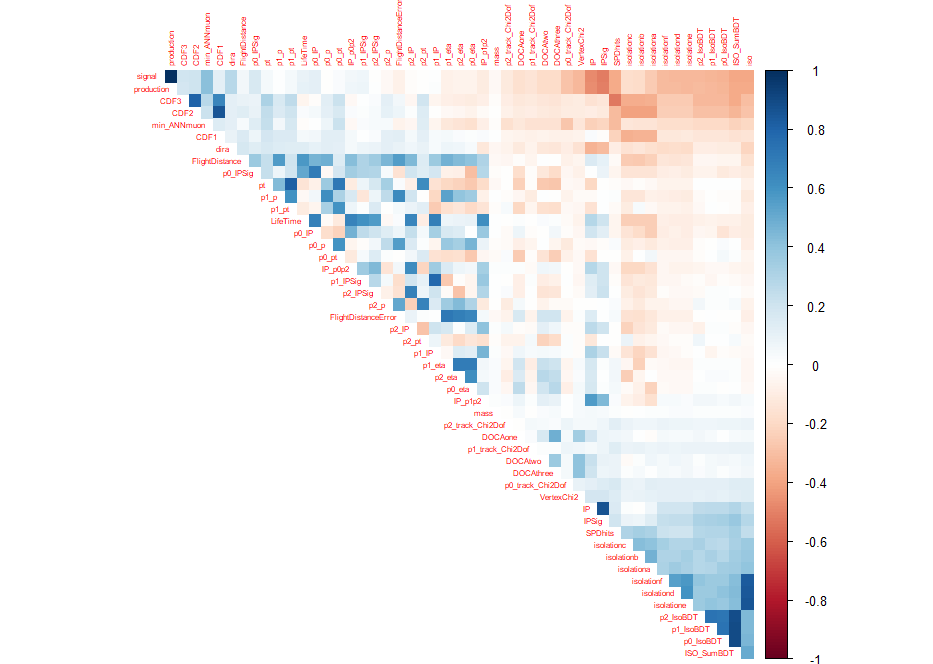 production
CDF3
CDF2
min_ANNmuon
CDF1
dira
FlightDistance
p0_IPSig
pt
p1_p
p1_pt
LifeTime
p0_IP
p0_p
p0_pt
IP_p0p2
p1_IPSig
p2_IPSig
p2_p
FlightDistanceError
p2_IP
p2_pt
p1_IP
p1_eta
p2_eta
p0_eta
IP_p1p2
mass
p2_track_Chi2Dof
DOCAone
p1_track_Chi2Dof
DOCAtwo
DOCAthree
p0_track_Chi2Dof
VertexChi2
IP
IPSig
SPDhits
isolationc
isolationb
isolationa
isolationf
isolationd
isolatione
p2_IsoBDT
p1_IsoBDT
p0_IsoBDT
ISO_SumBDT
iso
signal
production
CDF3
CDF2
min_ANNmuon
CDF1
dira
FlightDistance
p0_IPSig
pt
p1_p
p1_pt
LifeTime
p0_IP
p0_p
p0_pt
IP_p0p2
p1_IPSig
p2_IPSig
p2_p
FlightDistanceError
p2_IP
p2_pt
p1_IP
p1_eta
p2_eta
p0_eta
IP_p1p2
mass
p2_track_Chi2Dof
DOCAone
p1_track_Chi2Dof
DOCAtwo
DOCAthree
p0_track_Chi2Dof
VertexChi2
IP
IPSig
SPDhits
isolationc
isolationb
isolationa
isolationf
isolationd
isolatione
p2_IsoBDT
p1_IsoBDT
p0_IsoBDT
ISO_SumBDT
1
0.8
0.6
0.4
0.2
0
-0.2
-0.4
-0.6
-0.8
-1